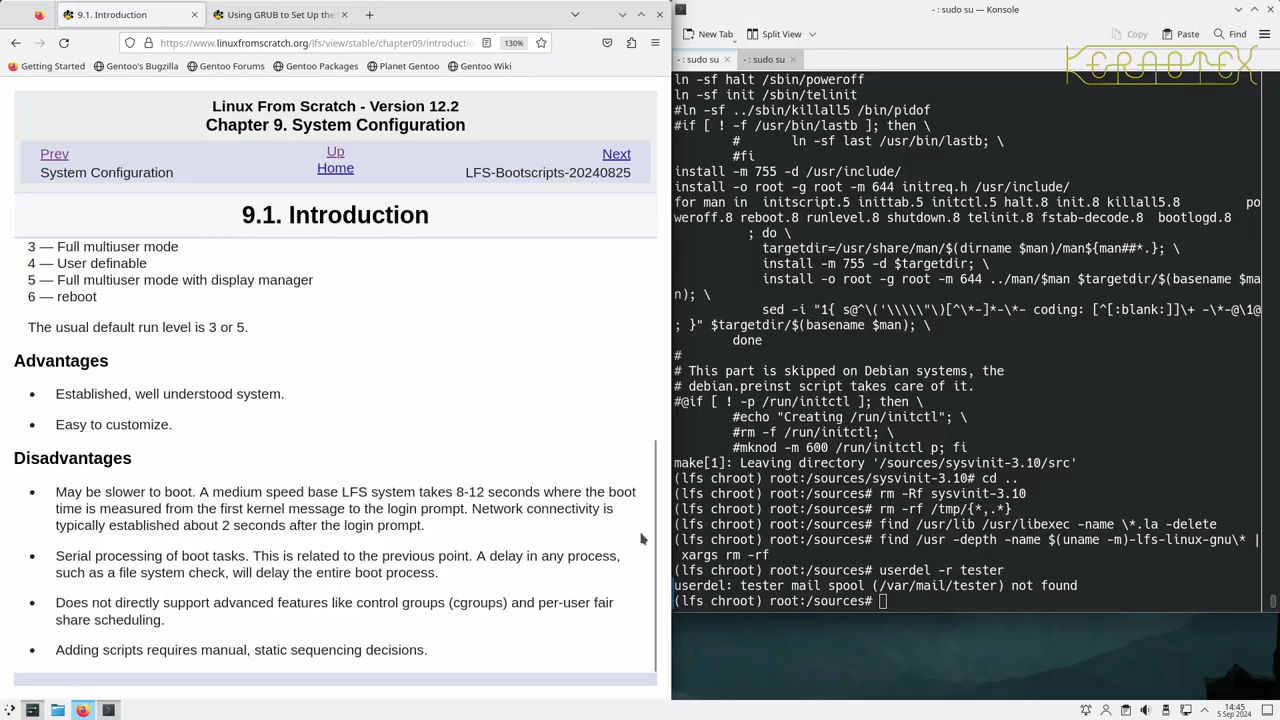 9.1. Introduction
Using GRUB to Set Up the
https://www.linuxfromscratch.org/lfs/view/stable/chapter09/introductio
130%
Getting Started
Gentoo's Bugzilla
Gentoo Forums
Gentoo Packages
Planet Gentoo
Gentoo Wiki
Linux From Scratch - Version 12.2
Chapter 9. System Configuration
Prev
Up
Next
System Configuration
Home
LFS-Bootscripts-20240825
9.1. Introduction
3 — Full multiuser mode
4 — User definable
5 — Full multiuser mode with display manager
6 — reboot
The usual default run level is 3 or 5.
Advantages
• Established, well understood system.
• Easy to customize.
Disadvantages
• May be slower to boot. A medium speed base LFS system takes 8-12 seconds where the boot
time is measured from the first kernel message to the login prompt. Network connectivity is
typically established about 2 seconds after the login prompt.
• Serial processing of boot tasks. This is related to the previous point. A delay in any process,
such as a file system check, will delay the entire boot process.
• Does not directly support advanced features like control groups (cgroups) and per-user fair
share scheduling.
• Adding scripts requires manual, static sequencing decisions.
- : sudo su — Konsole
New Tab
Split View
Copy
Paste
Find
- : sudo su
- : sudo su
KERNOTEX
ln -sf halt /sbin/poweroff
ln -sf init /sbin/telinit
#ln -sf ../sbin/killall5 /bin/pidof
#if [ ! -f /usr/bin/lastb ]; then \
#       ln -sf last /usr/bin/lastb; \
#fi
install -m 755 -d /usr/include/
install -o root -g root -m 644 initreq.h /usr/include/
for man in  initscript.5 inittab.5 initctl.5 halt.8 init.8 killall5.8         po
weroff.8 reboot.8 runlevel.8 shutdown.8 telinit.8 fstab-decode.8  bootlogd.8
; do \
targetdir=/usr/share/man/$(dirname $man)/man${man##*.}; \
install -m 755 -d $targetdir; \
install -o root -g root -m 644 ../man/$man $targetdir/$(basename $ma
n); \
sed -i "1{ s@^\('\\\\\"\)[^\*-]*-\*- coding: [^[:blank:]]\+ -\*-@\1@
; }" $targetdir/$(basename $man); \
done
#
# This part is skipped on Debian systems, the
# debian.preinst script takes care of it.
#@if [ ! -p /run/initctl ]; then \
#echo "Creating /run/initctl"; \
#rm -f /run/initctl; \
#mknod -m 600 /run/initctl p; fi
make[1]: Leaving directory '/sources/sysvinit-3.10/src'
(lfs chroot) root:/sources/sysvinit-3.10# cd ..
(lfs chroot) root:/sources# rm -Rf sysvinit-3.10
(lfs chroot) root:/sources# rm -rf /tmp/{*,.*}
(lfs chroot) root:/sources# find /usr/lib /usr/libexec -name \*.la -delete
(lfs chroot) root:/sources# find /usr -depth -name $(uname -m)-lfs-linux-gnu\* |
xargs rm -rf
(lfs chroot) root:/sources# userdel -r tester
userdel: tester mail spool (/var/mail/tester) not found
(lfs chroot) root:/sources#
14:45
5 Sep 2024